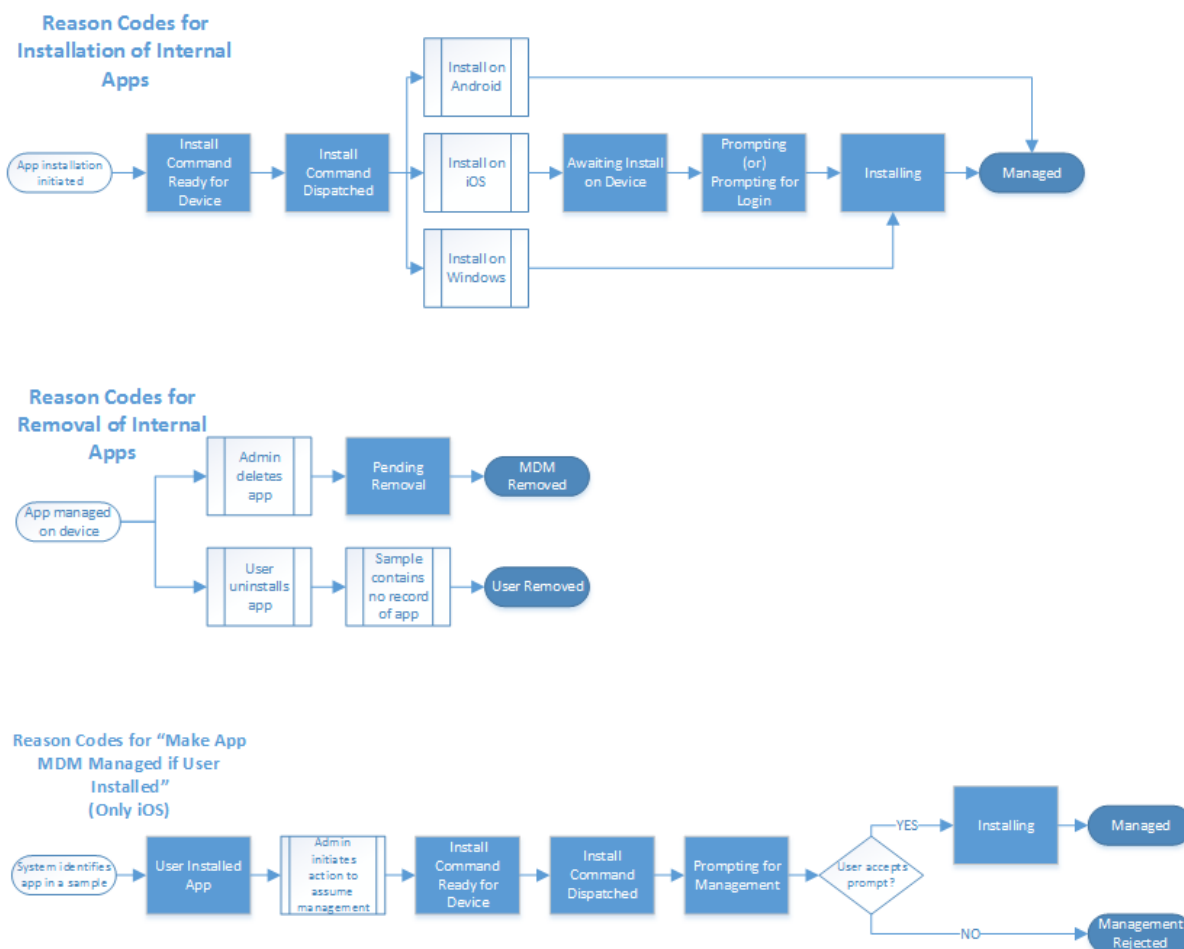 Reason Codes for
Installation of Internal
Apps
App installation
initiated
Install
Command
Ready for
Device
Install
Command
Dispatched
Install on
Android
Install on
iOS
Install on
Windows
Awaiting Install
on Device
Prompting
(or)
Prompting for
Login
Installing
Managed
Reason Codes for
Removal of Internal
Apps
App managed
on device
Admin
deletes
app
Pending
Removal
MDM
Removed
User
uninstalls
app
Sample
contains
no record
of app
User Removed
Reason Codes for “Make App
MDM Managed if User
Installed”
(Only iOS)
System identifies
app in a sample
User Installed
App
Admin
initiates
action to
assume
management
Install
Command
Ready for
Device
Install
Command
Dispatched
Prompting for
Management
User accepts
prompt?
YES
Installing
Managed
NO
Management
Rejected